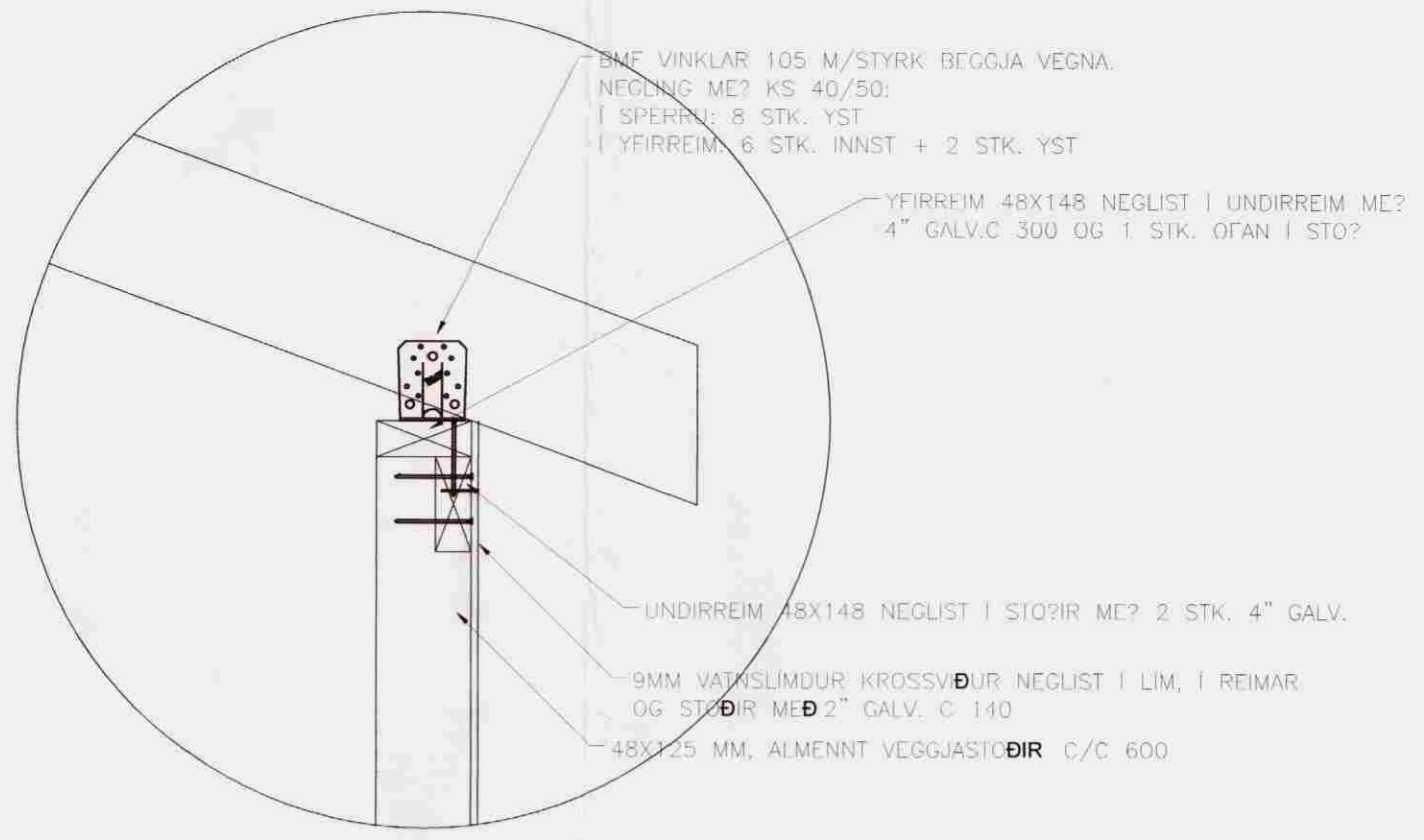 BMF VINKLAR 105 M/STYRK BEGGJA VEGNA.
NEGLING ME? KS 40/50:
Í SPERRU: 8 STK. YST
Í YFIRREIM: 6 STK. INNST + 2 STK. YST
YFIRREIM 48X148 NEGLIST Í UNDIRREIM ME?
4" GALV.C 300 OG 1 STK. OFAN Í STO?
UNDIRREIM 48X148 NEGLIST Í STO?IR ME? 2 STK. 4" GALV.
9MM VATNSLÍMDUR KROSSVIÐUR NEGLIST Í LÍM, Í REIMAR
OG STOÐIR MEÐ 2" GALV. C 140
48X125 MM, ALMENNT VEGGJASTOÐIR C/C 600